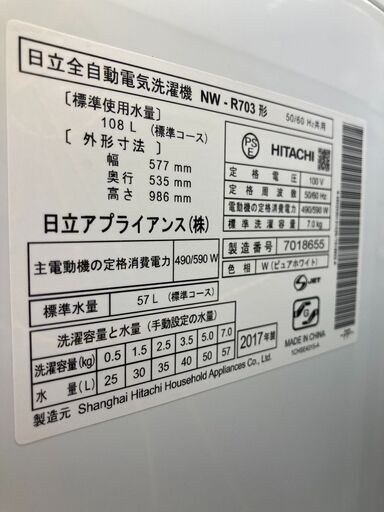 日立全自動電気洗濯機 NW-R703形 50/60 Hz共用
[標準使用水量]
108 L (標準コース)
[外形寸法]
幅 577 mm
奥行 535 mm
高さ 986 mm
日立アプライアンス(株)
PS
E
HITACHI
定格電圧 100 V
定格周波数 50/60 Hz
電動機の定格消費電力 490/590 W
標準洗濯容量 7.0 kg
製造番号 7018655
色相 W (ピュアホワイト)
主電動機の定格消費電力 490/590 W
標準水量 57 L (標準コース)
洗濯容量と水量 (手動設定の水量)
洗濯容量(kg) 0.5 1.5 2.5 3.5 5.0 7.0
水量(L) 25 30 35 40 50 57
製造元 Shanghai Hitachi Household Appliances Co., Ltd.
2017年製
S-JET
S
G
MADE IN CHINA